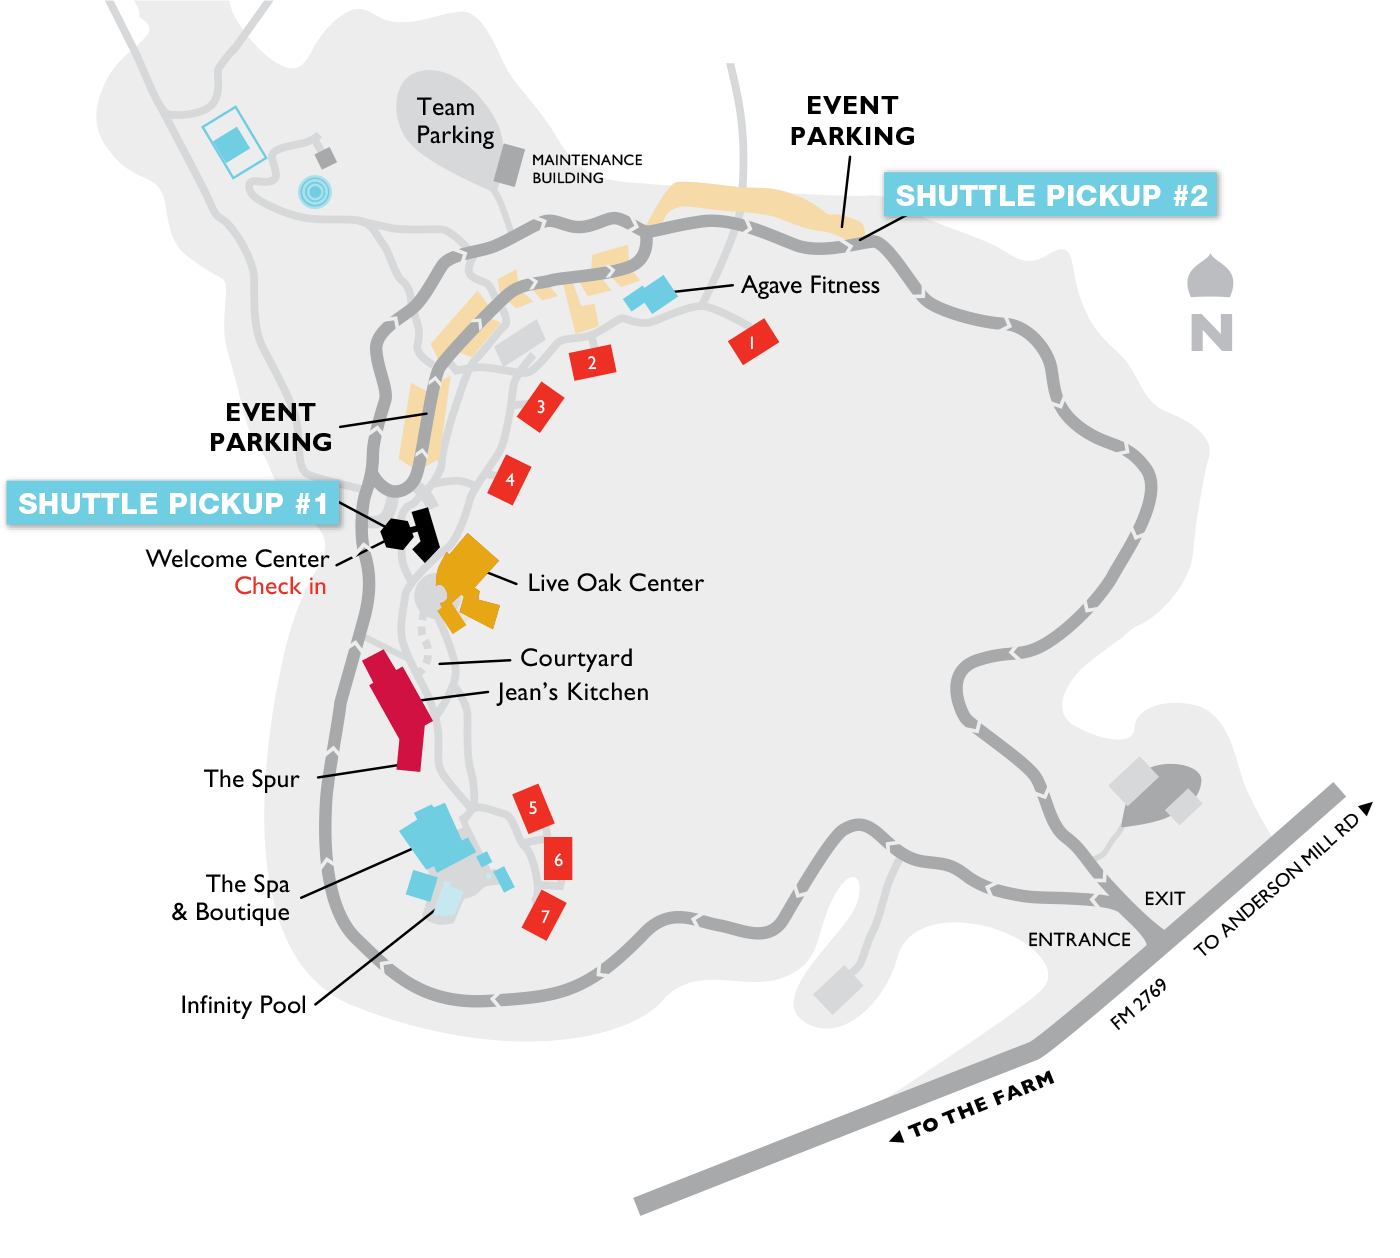 Team
Parking
MAINTENANCE
BUILDING
EVENT
PARKING
SHUTTLE PICKUP #2
Agave Fitness
N
1
2
3
4
EVENT
PARKING
SHUTTLE PICKUP #1
Welcome Center
Check in
Live Oak Center
Courtyard
Jean’s Kitchen
The Spur
5
6
7
The Spa
& Boutique
Infinity Pool
EXIT
ENTRANCE
TO ANDERSON MILL RD
FM 2769
TO THE FARM